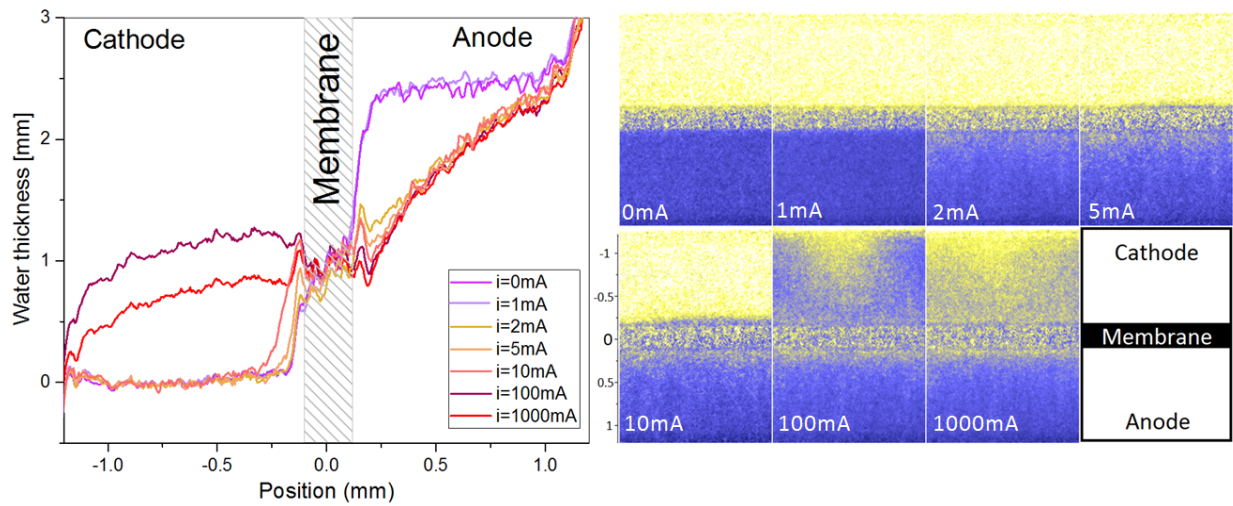 3
2
1
0
Water thickness [mm]
Cathode
Membrane
Anode
i=0mA
i=1mA
i=2mA
i=5mA
i=10mA
i=100mA
i=1000mA
-1.0 -0.5 0.0 0.5 1.0
Position (mm)
0mA 1mA 2mA 5mA
-1
-0.5
0
0.5
1
10mA 100mA 1000mA
Cathode
Membrane
Anode